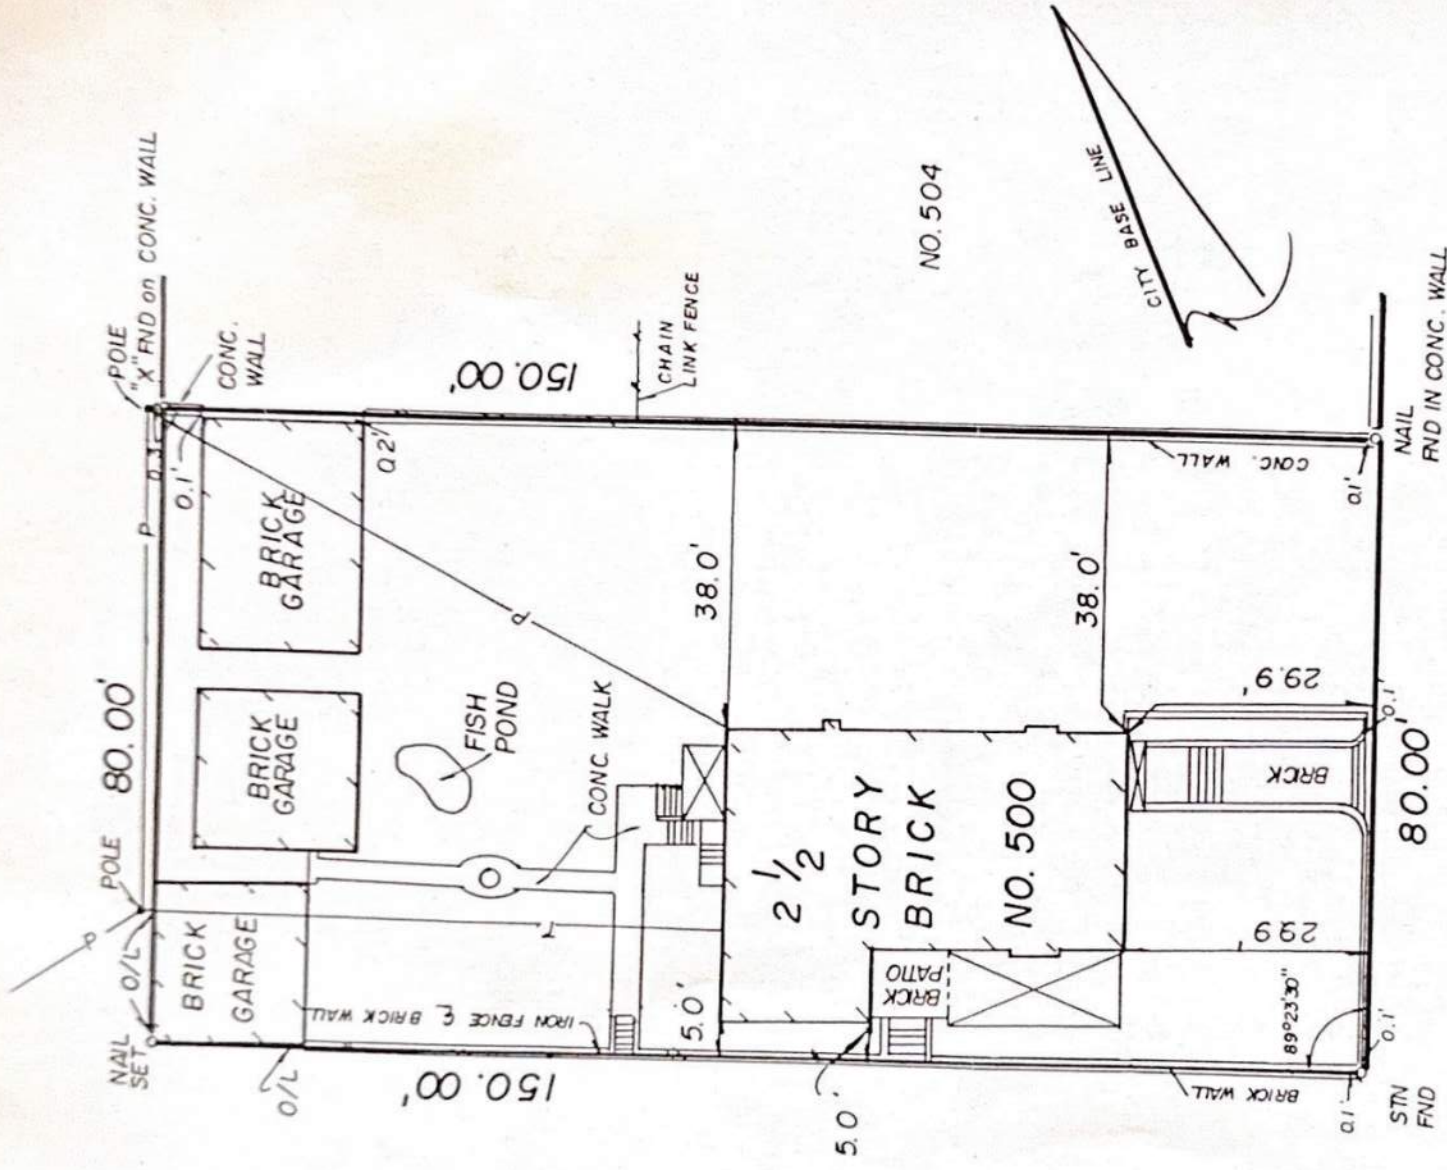 POLE
"X" FND on CONC. WALL
CONC.
WALL
80.00'
P
0.3'
0.1'
0.2'
150.00'
CHAIN
LINK FENCE
NO. 504
CITY BASE LINE
BRICK
GARAGE
BRICK
GARAGE
POLE
P
O/L
NAIL
SET
BRICK
GARAGE
O/L
FISH
POND
P
CONC. WALK
T
IRON FENCE & BRICK WALL
150.00'
38.0'
5.0'
2 1/2
STORY
BRICK
NO. 500
BRICK
PATIO
5.0'
38.0'
CONC. WALL
29.9'
BRICK
29.9
89°23'30"
BRICK WALL
0.1'
0.1'
0.1'
0.1'
80.00'
STN
FND
NAIL
FND IN CONC. WALL